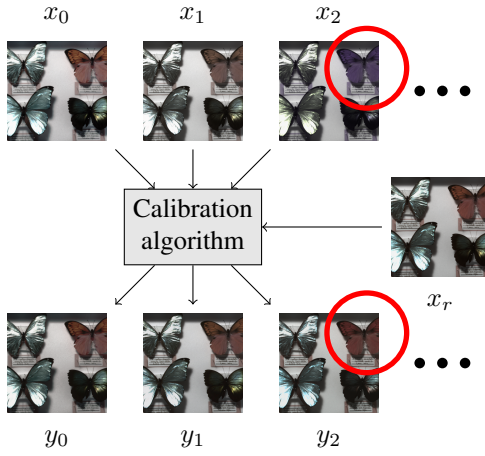 x₀ x₁ x₂
Calibration
algorithm
xᵣ
y₀ y₁ y₂